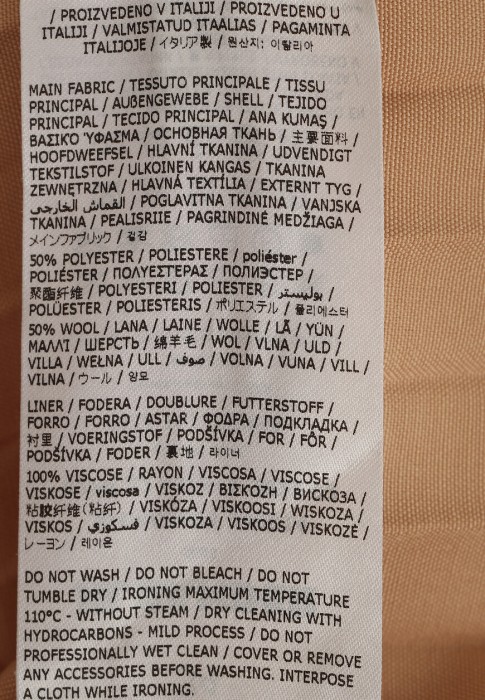 / PROIZVEDENO V ITALIJI / PROIZVEDENO U
ITALIJI / VALMISTATUD ITAALIAS / PAGAMINTA
ITALIJOJE / イタリア製 / 원산지: 이탈리아
MAIN FABRIC / TESSUTO PRINCIPALE / TISSU
PRINCIPAL / AUßENGEWEBE / SHELL / TEJIDO
PRINCIPAL / TECIDO PRINCIPAL / ANA KUMAŞ /
ΒΑΣΙΚΟ ΎΦΑΣΜΑ / ОСНОВНАЯ ТКАНЬ / 主要面料 /
HOOFDWEEFSEL / HLAVNÍ TKANINA / UDVENDIGT
TEKSTILSTOF / ULKOINEN KANGAS / TKANINA
ZEWNĘTRZNA / HLAVNÁ TEXTÍLIA / EXTERNT TYG /
القماش الخارجي / POGLAVITNA TKANINA / VANJSKA
TKANINA / PEALISRIIE / PAGRINDINĖ MEDŽIAGA /
メインファブリック / 겉감
50% POLYESTER / POLIESTERE / poliéster /
POLIÉSTER / ΠΟΛΥΕΣΤΕΡΑΣ / ПОЛИЭСТЕР /
聚酯纤维 / POLYESTERI / POLIESTER / بوليستر /
POLÜESTER / POLIESTERIS / ポリエステル / 폴리에스터
50% WOOL / LANA / LAINE / WOLLE / LÃ / YÜN /
ΜΑΛΛΊ / ШЕРСТЬ / 绵羊毛 / WOL / VLNA / ULD /
VILLA / WEŁNA / ULL / صوف / VOLNA / VUNA / VILL /
VILNA / ウール / 양모
LINER / FODERA / DOUBLURE / FUTTERSTOFF /
FORRO / FORRO / ASTAR / ΦΟΔΡΑ / ПОДКЛАДКА /
衬里 / VOERINGSTOF / PODŠÍVKA / FOR / FÔR /
PODŠÍVKA / FODER / 裏地 / 라이너
100% VISCOSE / RAYON / VISCOSA / VISCOSE /
VISKOSE / viscosa / VISKOZ / ΒΙΣΚΌΖΗ / ВИСКОЗА /
粘胶纤维(粘纤) / VISKÓZA / VISKOOSI / WISKOZA /
VISKOS / فسكوزي / VISKOZA / VISKOOS / VISKOZĖ /
レーヨン / 레이온
DO NOT WASH / DO NOT BLEACH / DO NOT
TUMBLE DRY / IRONING MAXIMUM TEMPERATURE
110°C - WITHOUT STEAM / DRY CLEANING WITH
HYDROCARBONS - MILD PROCESS / DO NOT
PROFESSIONALLY WET CLEAN / COVER OR REMOVE
ANY ACCESSORIES BEFORE WASHING. INTERPOSE
A CLOTH WHILE IRONING.